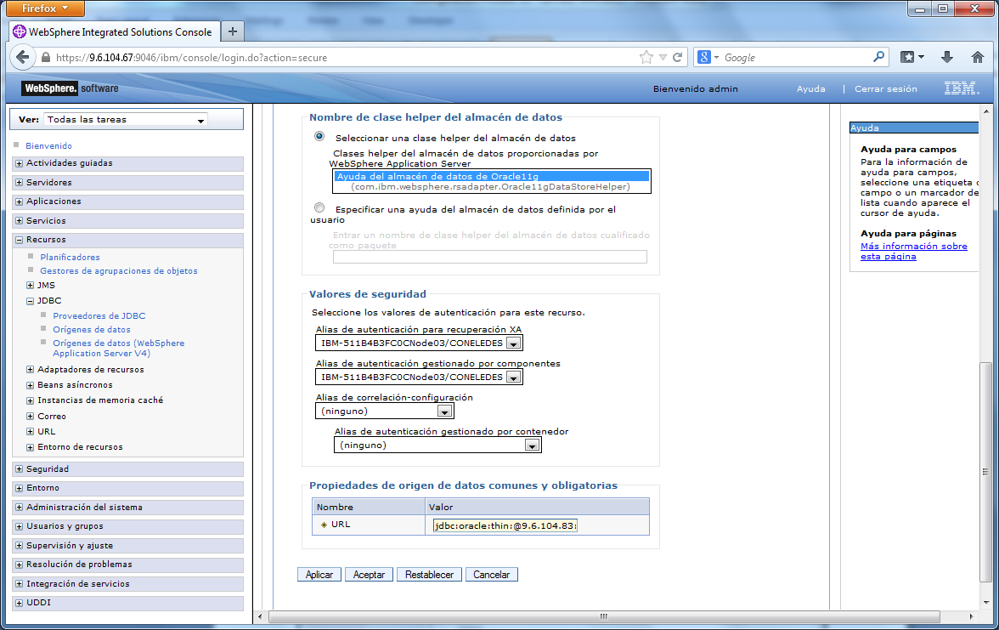 Firefox
WebSphere Integrated Solutions Console
https://9.6.104.67:9046/ibm/console/login.do?action=secure
Google
WebSphere. software
Bienvenido admin
Ayuda
Cerrar sesión
IBM.
Ver: Todas las tareas
Bienvenido
Actividades guiadas
Servidores
Aplicaciones
Servicios
Recursos
Planificadores
Gestores de agrupaciones de objetos
JMS
JDBC
Proveedores de JDBC
Orígenes de datos
Orígenes de datos (WebSphere
Application Server V4)
Adaptadores de recursos
Beans asíncronos
Instancias de memoria caché
Correo
URL
Entorno de recursos
Seguridad
Entorno
Administración del sistema
Usuarios y grupos
Supervisión y ajuste
Resolución de problemas
Integración de servicios
UDDI
Nombre de clase helper del almacén de datos
Seleccionar una clase helper del almacén de datos
Clases helper del almacén de datos proporcionadas por
WebSphere Application Server
Ayuda del almacén de datos de Oracle11g
(com.ibm.websphere.rsadapter.Oracle11gDataStoreHelper)
Especificar una ayuda del almacén de datos definida por el
usuario
Entrar un nombre de clase helper del almacén de datos cualificado
como paquete
Valores de seguridad
Seleccione los valores de autenticación para este recurso.
Alias de autenticación para recuperación XA
IBM-511B4B3FC0CNode03/CONELEDES
Alias de autenticación gestionado por componentes
IBM-511B4B3FC0CNode03/CONELEDES
Alias de correlación-configuración
(ninguno)
Alias de autenticación gestionado por contenedor
(ninguno)
Propiedades de origen de datos comunes y obligatorias
Nombre Valor
* URL jdbc:oracle:thin:@9.6.104.83:
Aplicar Aceptar Restablecer Cancelar
Ayuda
Ayuda para campos
Para la información de
ayuda para campos,
seleccione una etiqueta
campo o un marcador de
lista cuando aparece el
cursor de ayuda.
Ayuda para páginas
Más información sobre
esta página